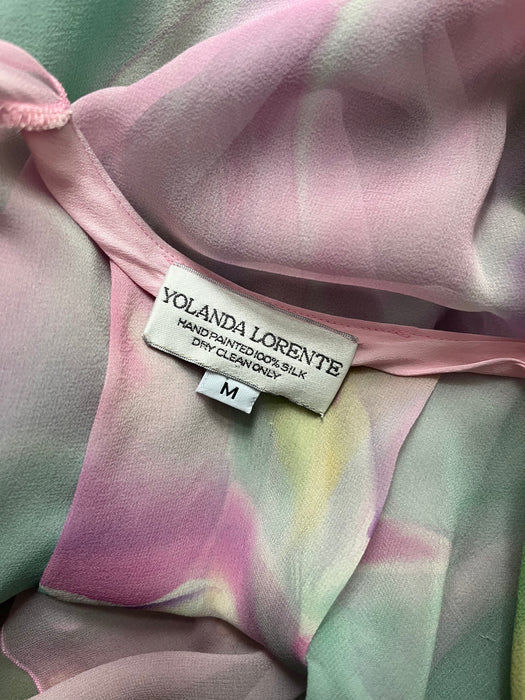 YOLANDA LORENTE
HAND PAINTED 100% SILK
DRY CLEAN ONLY
M